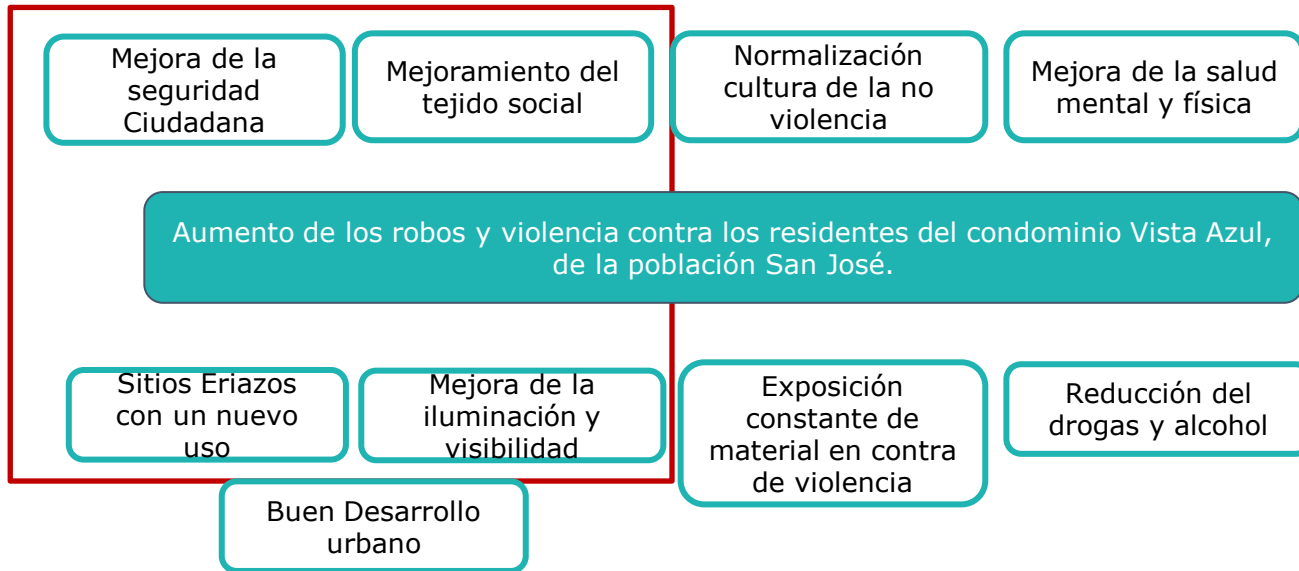 Mejora de la
seguridad
Ciudadana
Mejoramiento del
tejido social
Normalización
cultura de la no
violencia
Mejora de la salud
mental y física
Aumento de los robos y violencia contra los residentes del condominio Vista Azul,
de la población San José.
Sitios Eriazos
con un nuevo
uso
Mejora de la
iluminación y
visibilidad
Exposición
constante de
material en contra
de violencia
Reducción del
drogas y alcohol
Buen Desarrollo
urbano